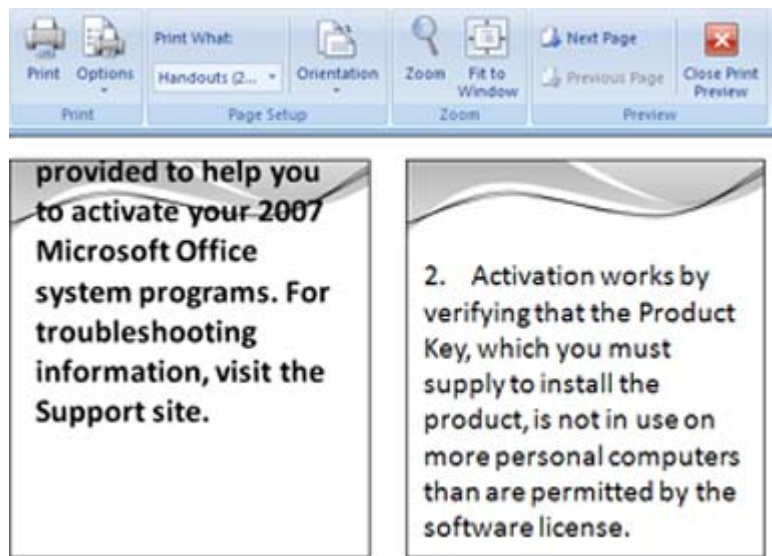 Print What:
Next Page
Handouts (2...
Previous Page
Print Options Orientation Zoom Fit to Window Close Print Preview
Print Page Setup Zoom Preview
provided to help you
to activate your 2007
Microsoft Office
system programs. For
troubleshooting
information, visit the
Support site.
2. Activation works by
verifying that the Product
Key, which you must
supply to install the
product, is not in use on
more personal computers
than are permitted by the
software license.